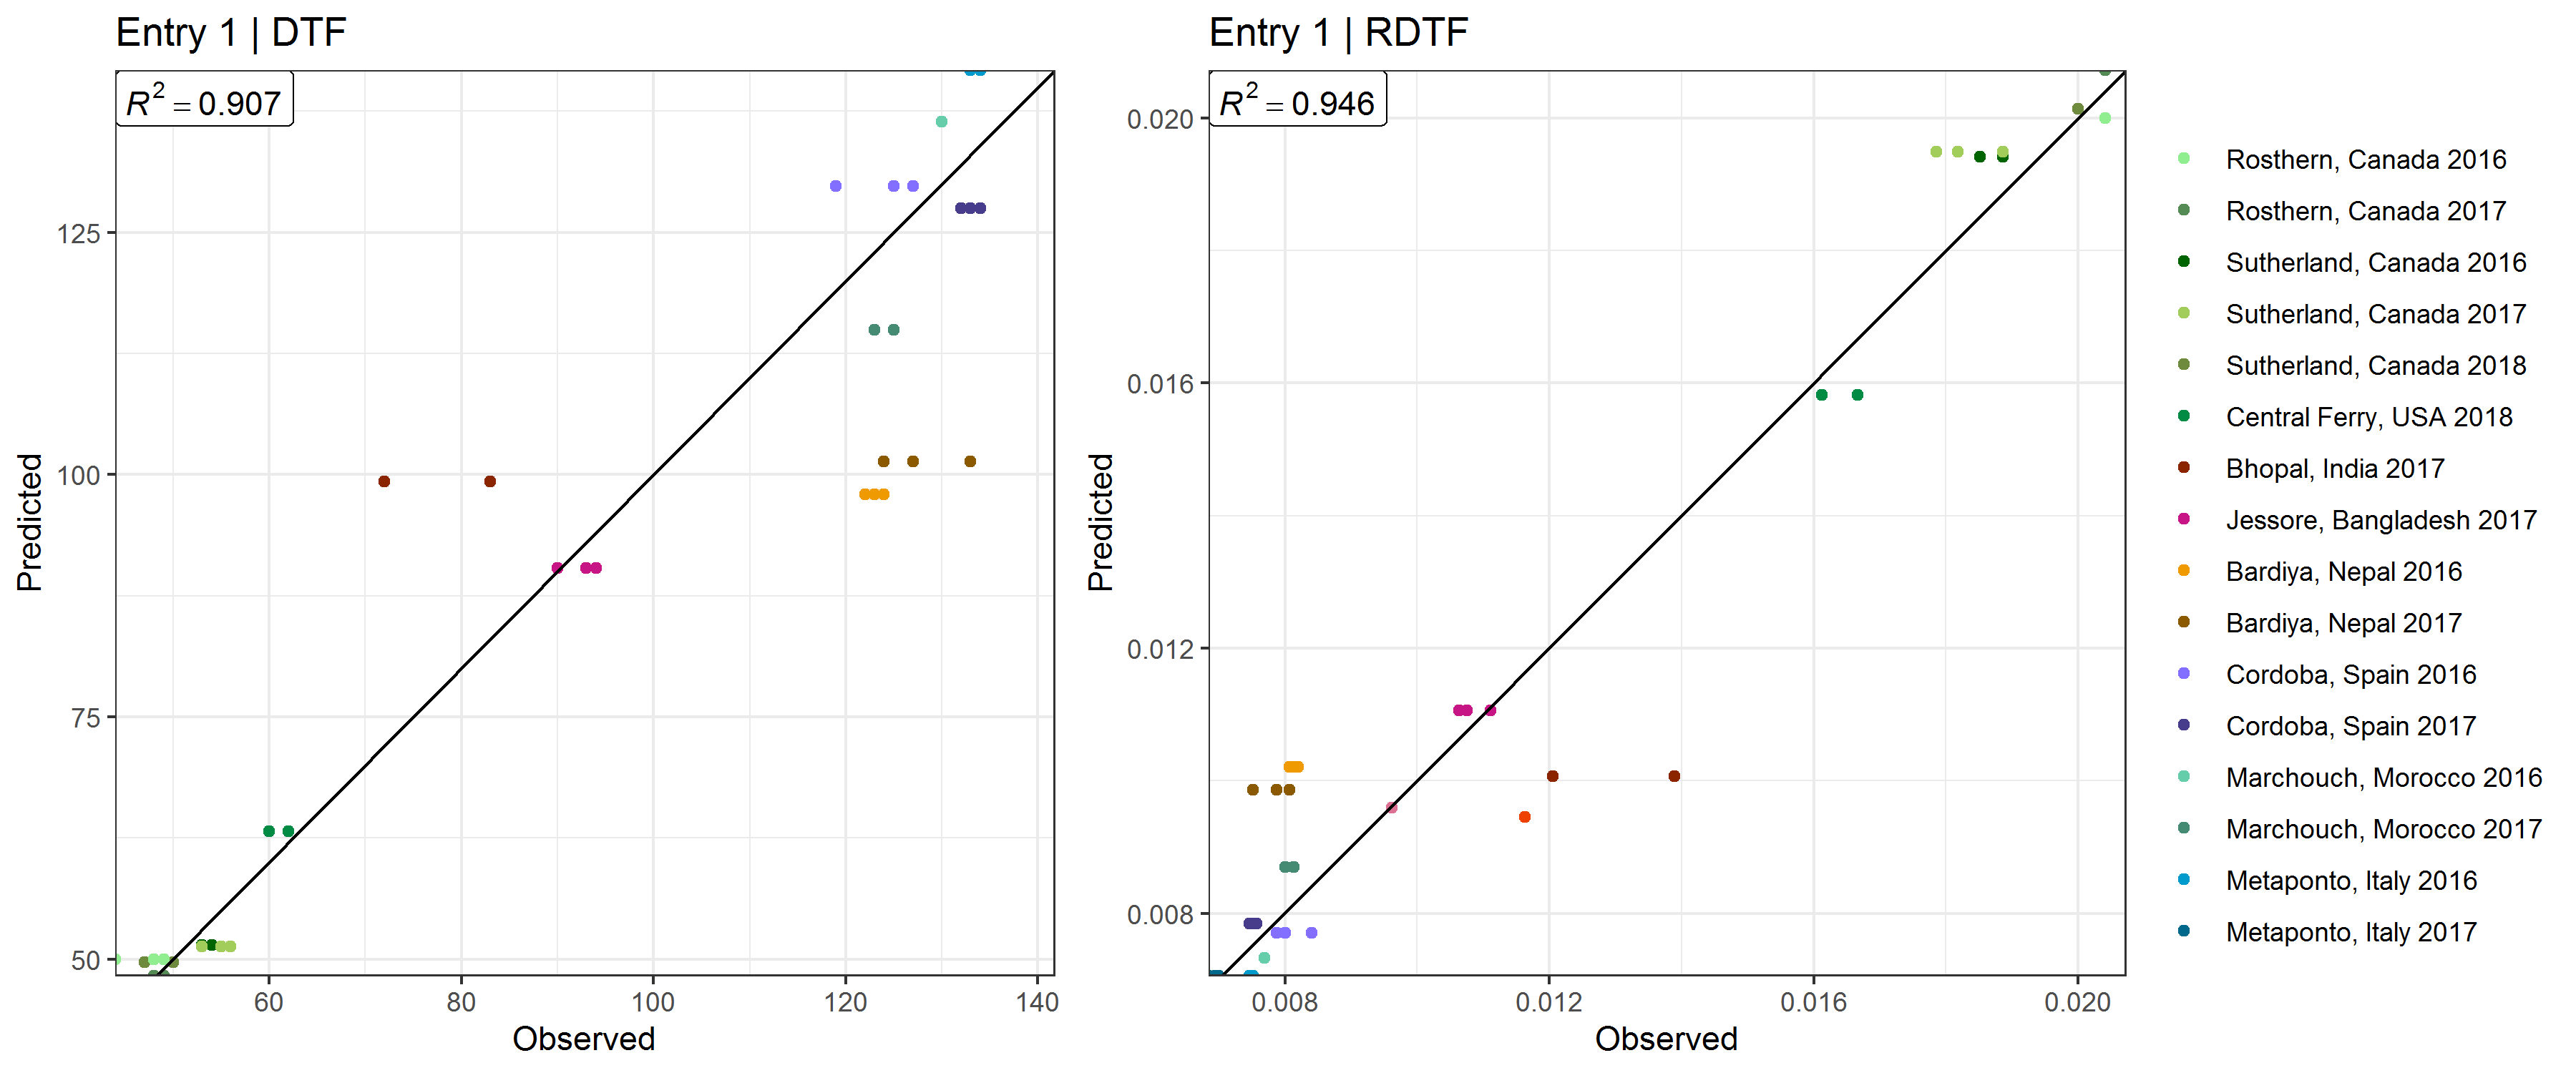 Entry 1 | DTF
R² = 0.907
125
100
75
50
60 80 100 120 140
Observed
Predicted
Entry 1 | RDTF
R² = 0.946
0.020
0.016
0.012
0.008
0.008 0.012 0.016 0.020
Observed
Predicted
Rosthern, Canada 2016
Rosthern, Canada 2017
Sutherland, Canada 2016
Sutherland, Canada 2017
Sutherland, Canada 2018
Central Ferry, USA 2018
Bhopal, India 2017
Jessore, Bangladesh 2017
Bardiya, Nepal 2016
Bardiya, Nepal 2017
Cordoba, Spain 2016
Cordoba, Spain 2017
Marchouch, Morocco 2016
Marchouch, Morocco 2017
Metaponto, Italy 2016
Metaponto, Italy 2017